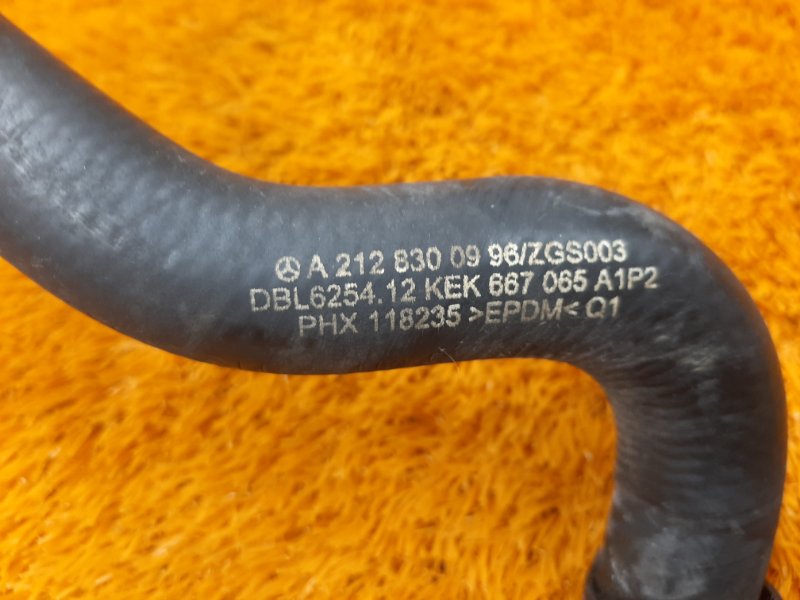 A 212 830 09 96/ZGS003
DBL6254.12 KEK 667 065 A1P2
PHX 118235 >EPDM< Q1